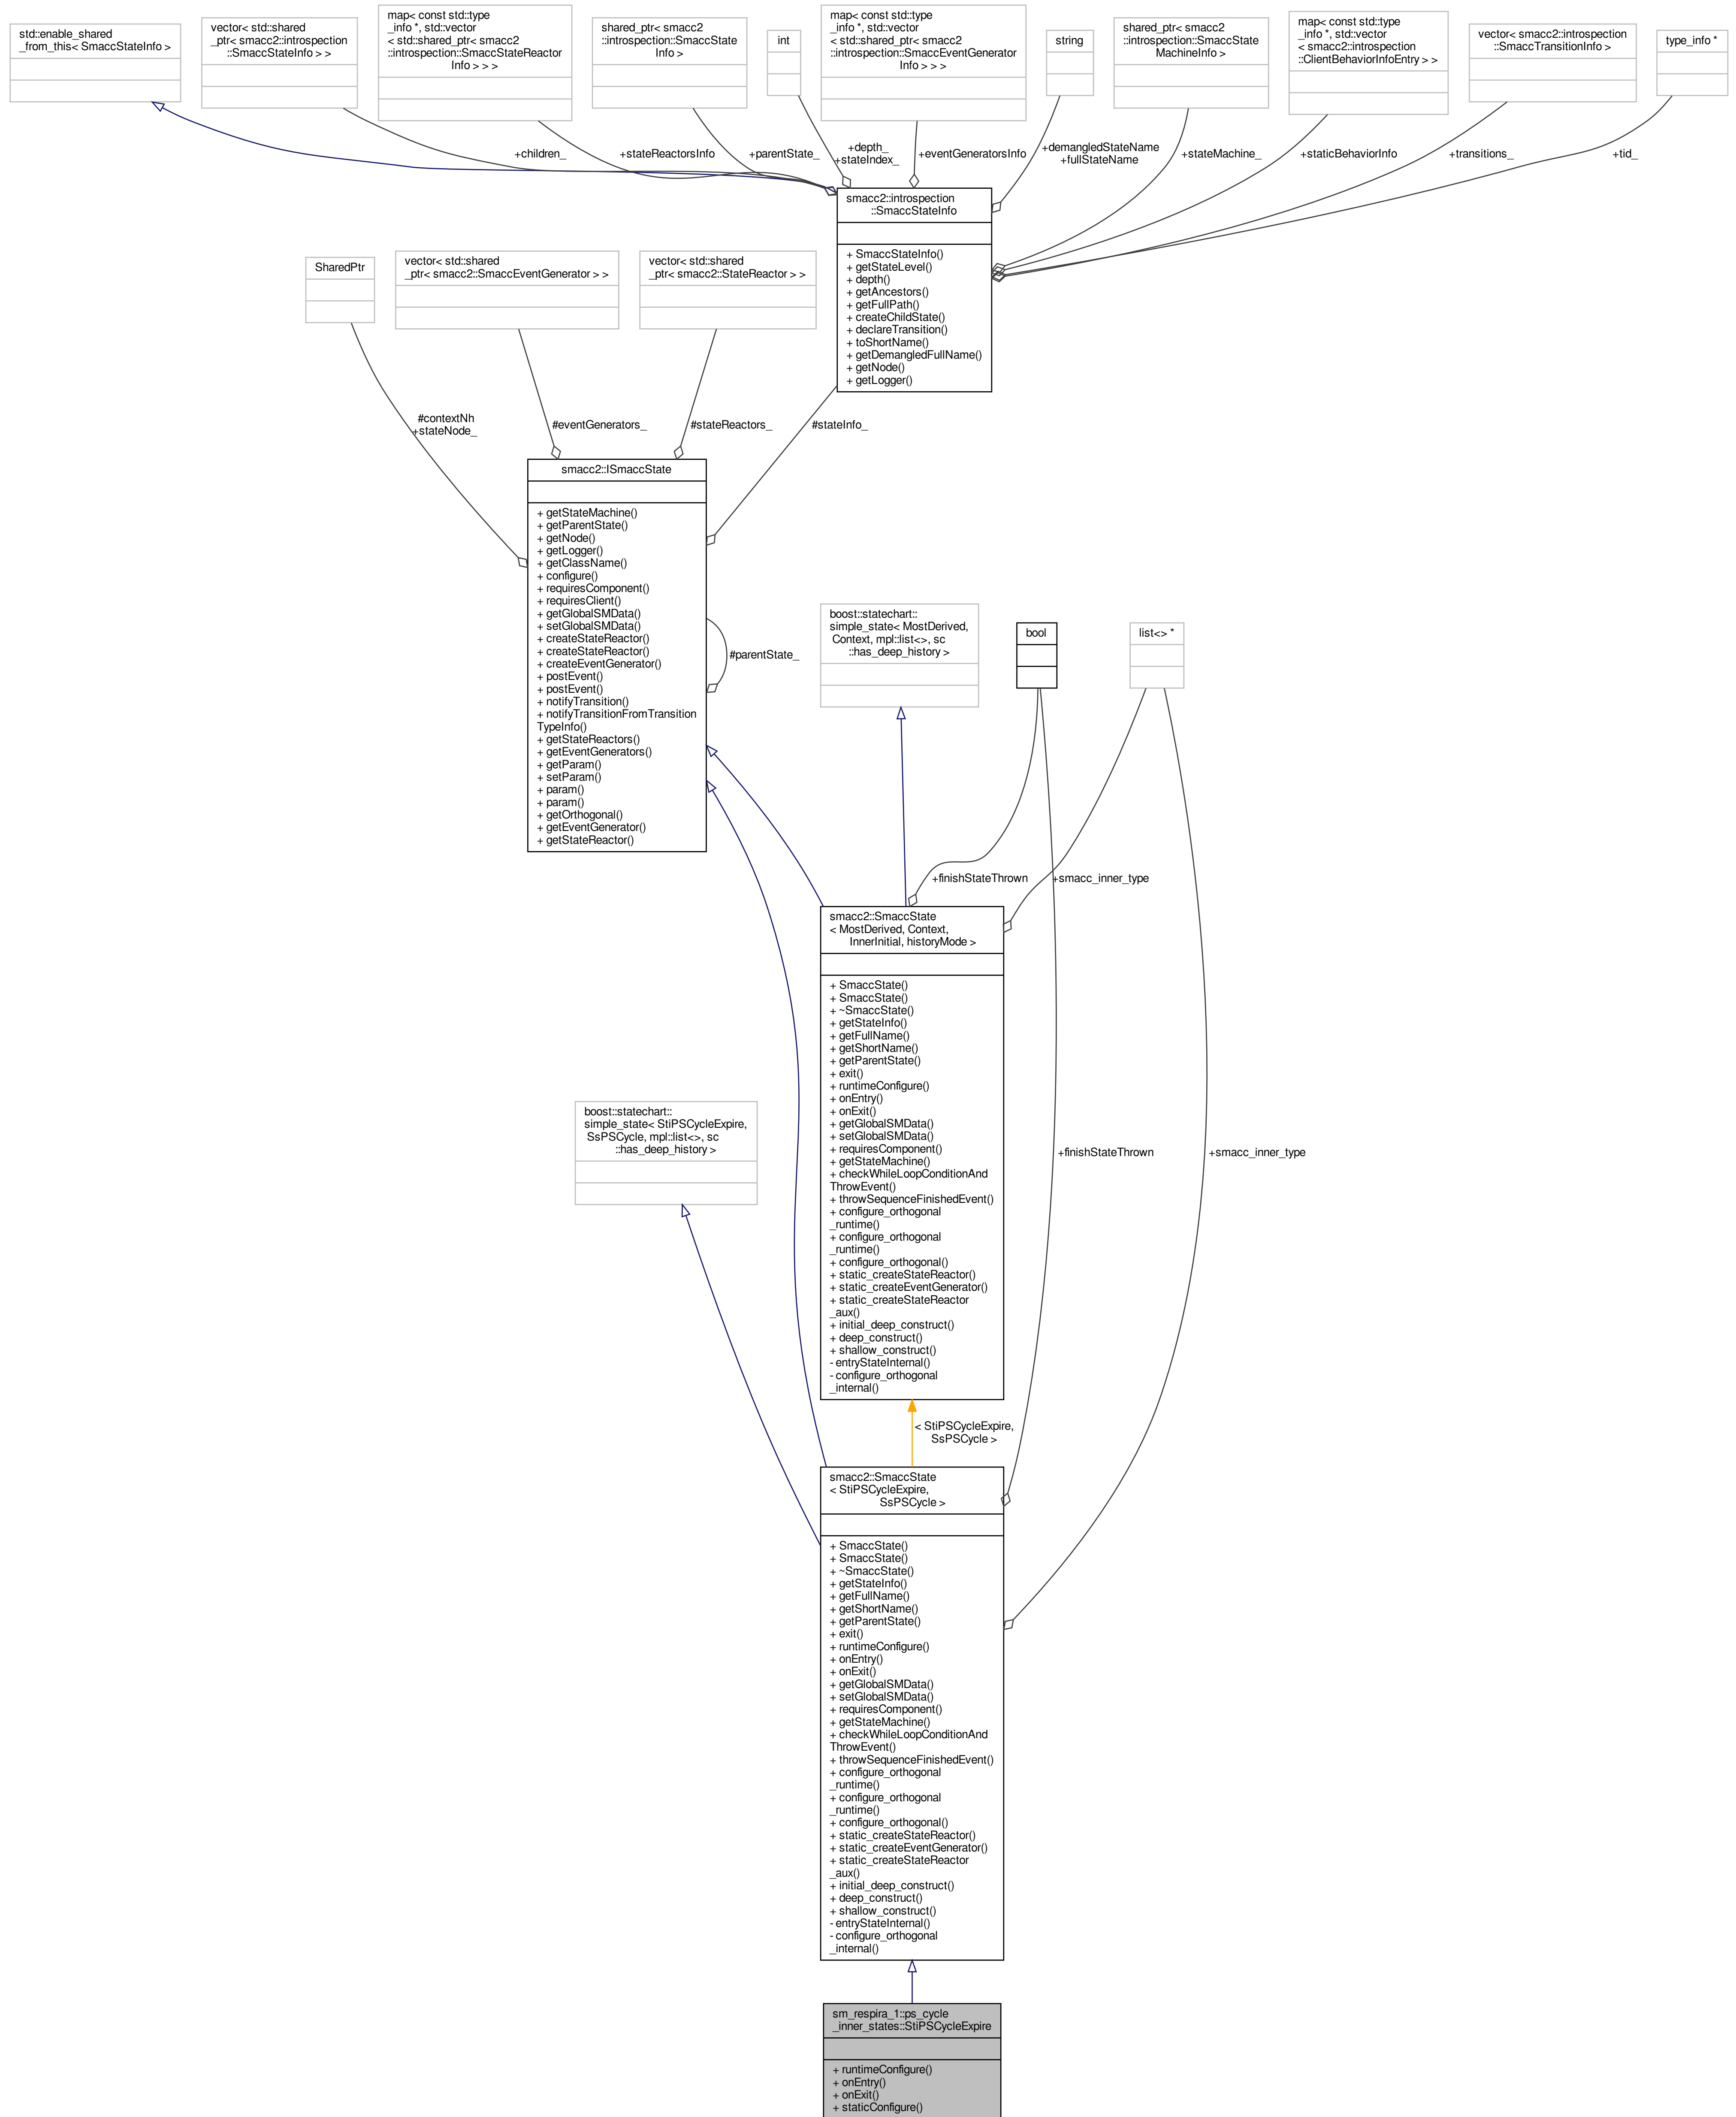 std::enable_shared
_from_this< SmaccStateInfo >
vector< std::shared
_ptr< smacc2::introspection
::SmaccStateInfo > >
map< const std::type
_info *, std::vector
< std::shared_ptr< smacc2
::introspection::SmaccStateReactor
Info > > >
shared_ptr< smacc2
::introspection::SmaccState
Info >
int
map< const std::type
_info *, std::vector
< std::shared_ptr< smacc2
::introspection::SmaccEventGenerator
Info > > >
string
shared_ptr< smacc2
::introspection::SmaccState
MachineInfo >
map< const std::type
_info *, std::vector
< smacc2::introspection
::ClientBehaviorInfoEntry > >
vector< smacc2::introspection
::SmaccTransitionInfo >
type_info *
+children_
+stateReactorsInfo
+parentState_
+depth_
+stateIndex_
+eventGeneratorsInfo
+demangledStateName
+fullStateName
+stateMachine_
+staticBehaviorInfo
+transitions_
+tid_
smacc2::introspection
::SmaccStateInfo
+ SmaccStateInfo()
+ getStateLevel()
+ depth()
+ getAncestors()
+ getFullPath()
+ createChildState()
+ declareTransition()
+ toShortName()
+ getDemangledFullName()
+ getNode()
+ getLogger()
SharedPtr
vector< std::shared
_ptr< smacc2::SmaccEventGenerator > >
vector< std::shared
_ptr< smacc2::StateReactor > >
#contextNh
+stateNode_
#eventGenerators_
#stateReactors_
#stateInfo_
smacc2::ISmaccState
+ getStateMachine()
+ getParentState()
+ getNode()
+ getLogger()
+ getClassName()
+ configure()
+ requiresComponent()
+ requiresClient()
+ getGlobalSMData()
+ setGlobalSMData()
+ createStateReactor()
+ createStateReactor()
+ createEventGenerator()
+ postEvent()
+ postEvent()
+ notifyTransition()
+ notifyTransitionFromTransition
TypeInfo()
+ getStateReactors()
+ getEventGenerators()
+ getParam()
+ setParam()
+ param()
+ param()
+ getOrthogonal()
+ getEventGenerator()
+ getStateReactor()
#parentState_
boost::statechart::
simple_state< MostDerived,
Context, mpl::list<>, sc
::has_deep_history >
bool
list<> *
+finishStateThrown
+smacc_inner_type
smacc2::SmaccState
< MostDerived, Context,
InnerInitial, historyMode >
+ SmaccState()
+ SmaccState()
+ ~SmaccState()
+ getStateInfo()
+ getFullName()
+ getShortName()
+ getParentState()
+ exit()
+ runtimeConfigure()
+ onEntry()
+ onExit()
+ getGlobalSMData()
+ setGlobalSMData()
+ requiresComponent()
+ getStateMachine()
+ checkWhileLoopConditionAnd
ThrowEvent()
+ throwSequenceFinishedEvent()
+ configure_orthogonal
_runtime()
+ configure_orthogonal
_runtime()
+ configure_orthogonal()
+ static_createStateReactor()
+ static_createEventGenerator()
+ static_createStateReactor
_aux()
+ initial_deep_construct()
+ deep_construct()
+ shallow_construct()
- entryStateInternal()
- configure_orthogonal
_internal()
boost::statechart::
simple_state< StiPSCycleExpire,
SsPSCycle, mpl::list<>, sc
::has_deep_history >
+finishStateThrown
+smacc_inner_type
< StiPSCycleExpire,
SsPSCycle >
smacc2::SmaccState
< StiPSCycleExpire,
SsPSCycle >
+ SmaccState()
+ SmaccState()
+ ~SmaccState()
+ getStateInfo()
+ getFullName()
+ getShortName()
+ getParentState()
+ exit()
+ runtimeConfigure()
+ onEntry()
+ onExit()
+ getGlobalSMData()
+ setGlobalSMData()
+ requiresComponent()
+ getStateMachine()
+ checkWhileLoopConditionAnd
ThrowEvent()
+ throwSequenceFinishedEvent()
+ configure_orthogonal
_runtime()
+ configure_orthogonal
_runtime()
+ configure_orthogonal()
+ static_createStateReactor()
+ static_createEventGenerator()
+ static_createStateReactor
_aux()
+ initial_deep_construct()
+ deep_construct()
+ shallow_construct()
- entryStateInternal()
- configure_orthogonal
_internal()
sm_respira_1::ps_cycle
_inner_states::StiPSCycleExpire
+ runtimeConfigure()
+ onEntry()
+ onExit()
+ staticConfigure()